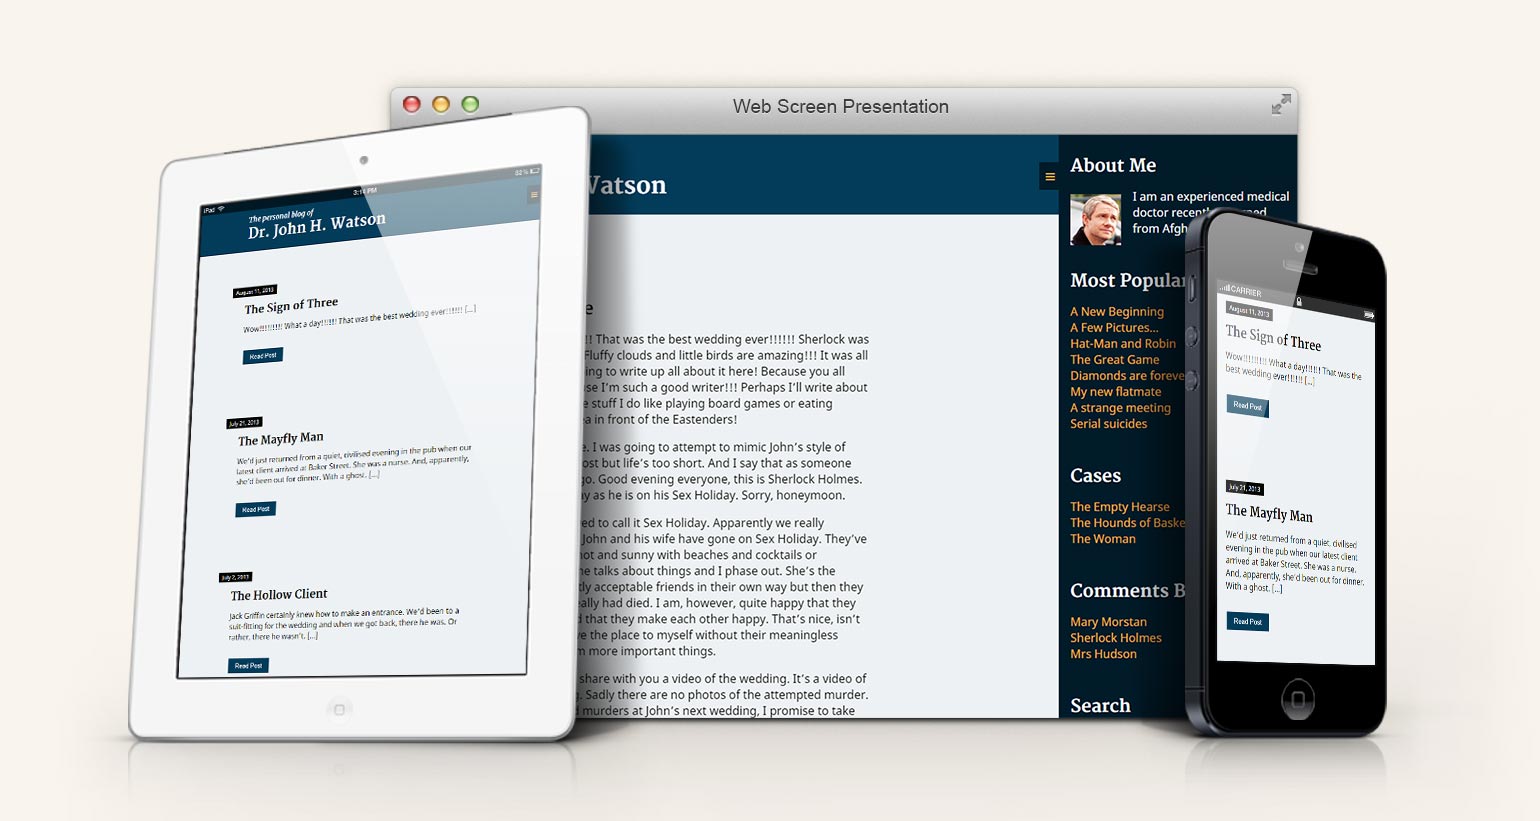 Web Screen Presentation
iPad
3:14 PM
82%
The personal blog of
Dr. John H. Watson
August 11, 2013
The Sign of Three
Wow!!!!!!!!! What a day!!!!!! That was the best wedding ever!!!!!! [...]
Read Post
July 21, 2013
The Mayfly Man
We'd just returned from a quiet, civilised evening in the pub when our
latest client arrived at Baker Street. She was a nurse. And, apparently,
she'd been out for dinner. With a ghost. [...]
Read Post
July 2, 2013
The Hollow Client
Jack Griffin certainly knew how to make an entrance. We'd been to a
suit-fitting for the wedding and when we got back, there he was. Or
rather, there he wasn't. [...]
Read Post
Watson
!! That was the best wedding ever!!!!!! Sherlock was
Fluffy clouds and little birds are amazing!!! It was all
ing to write up all about it here! Because you all
se I'm such a good writer!!! Perhaps I'll write about
stuff I do like playing board games or eating
a in front of the Eastenders!
e. I was going to attempt to mimic John's style of
ost but life's too short. And I say that as someone
go. Good evening everyone, this is Sherlock Holmes.
y as he is on his Sex Holiday. Sorry, honeymoon.
ed to call it Sex Holiday. Apparently we really
John and his wife have gone on Sex Holiday. They've
hot and sunny with beaches and cocktails or
e talks about things and I phase out. She's the
tly acceptable friends in their own way but then they
eally had died. I am, however, quite happy that they
d that they make each other happy. That's nice, isn't
ve the place to myself without their meaningless
m more important things.
share with you a video of the wedding. It's a video of
g. Sadly there are no photos of the attempted murder.
d murders at John's next wedding, I promise to take
About Me
I am an experienced medical
doctor
from
Most Popular
A New Beginning
A Few Pictures...
Hat-Man and Robin
The Great Game
Diamonds are foreve
My new flatmate
A strange meeting
Serial suicides
Cases
The Empty Hearse
The Hounds of Baske
The Woman
Comments B
Mary Morstan
Sherlock Holmes
Mrs Hudson
Search
CARRIER
August 11, 2013
The Sign of Three
Wow!!!!!!!!! What a day!!!!!! That was the
best wedding ever!!!!!! [...]
Read Post
July 21, 2013
The Mayfly Man
We'd just returned from a quiet, civilised
evening in the pub when our latest client
arrived at Baker Street. She was a nurse.
And, apparently, she'd been out for dinner.
With a ghost. [...]
Read Post